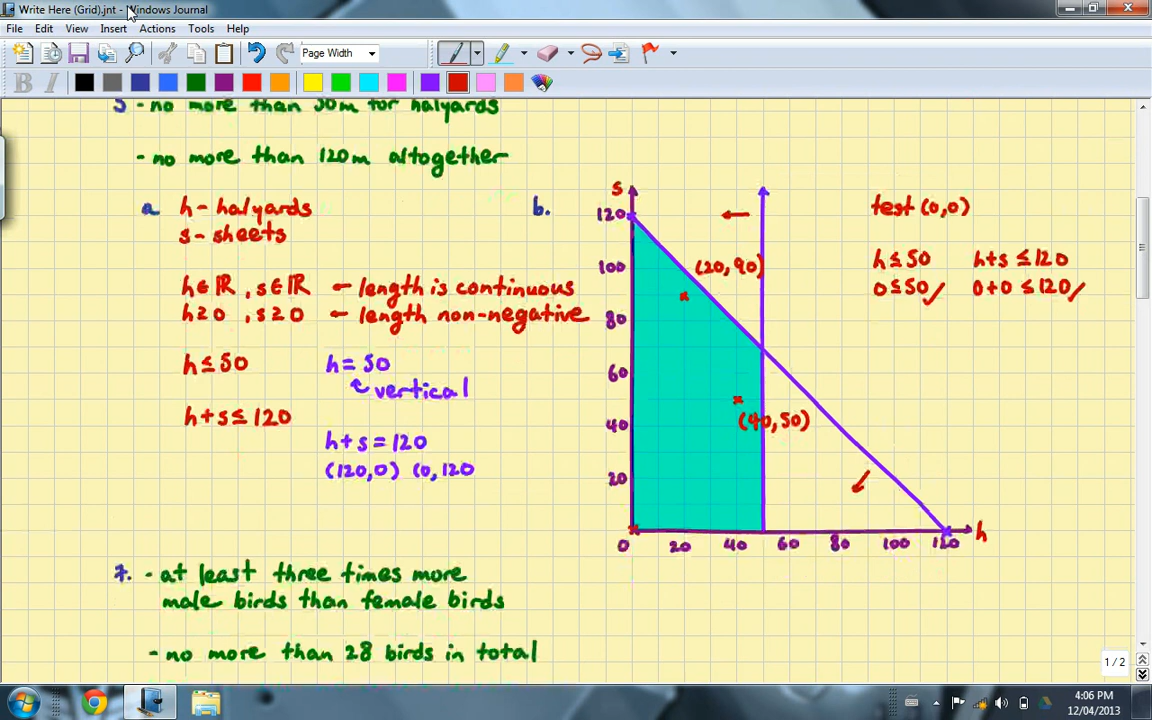 Write Here (Grid).jnt - Windows Journal
File Edit View Insert Actions Tools Help
Page Width
B I
5 - no more than 50m for halyards
- no more than 120m altogether
a h - halyards
s - sheets
h∈ℝ, s∈ℝ ← length is continuous
h≥0, s≥0 ← length non-negative
h≤50 h=50
vertical
h+s≤120
h+s=120
(120,0) (0,120
b.
s
120
100
80
60
40
20
0 20 40 60 80 100 120 h
(20,90)
(40,50)
test (0,0)
h≤50 h+s≤120
0≤50✓ 0+0≤120✓
7. - at least three times more
male birds than female birds
- no more than 28 birds in total
1/2
4:06 PM
12/04/2013